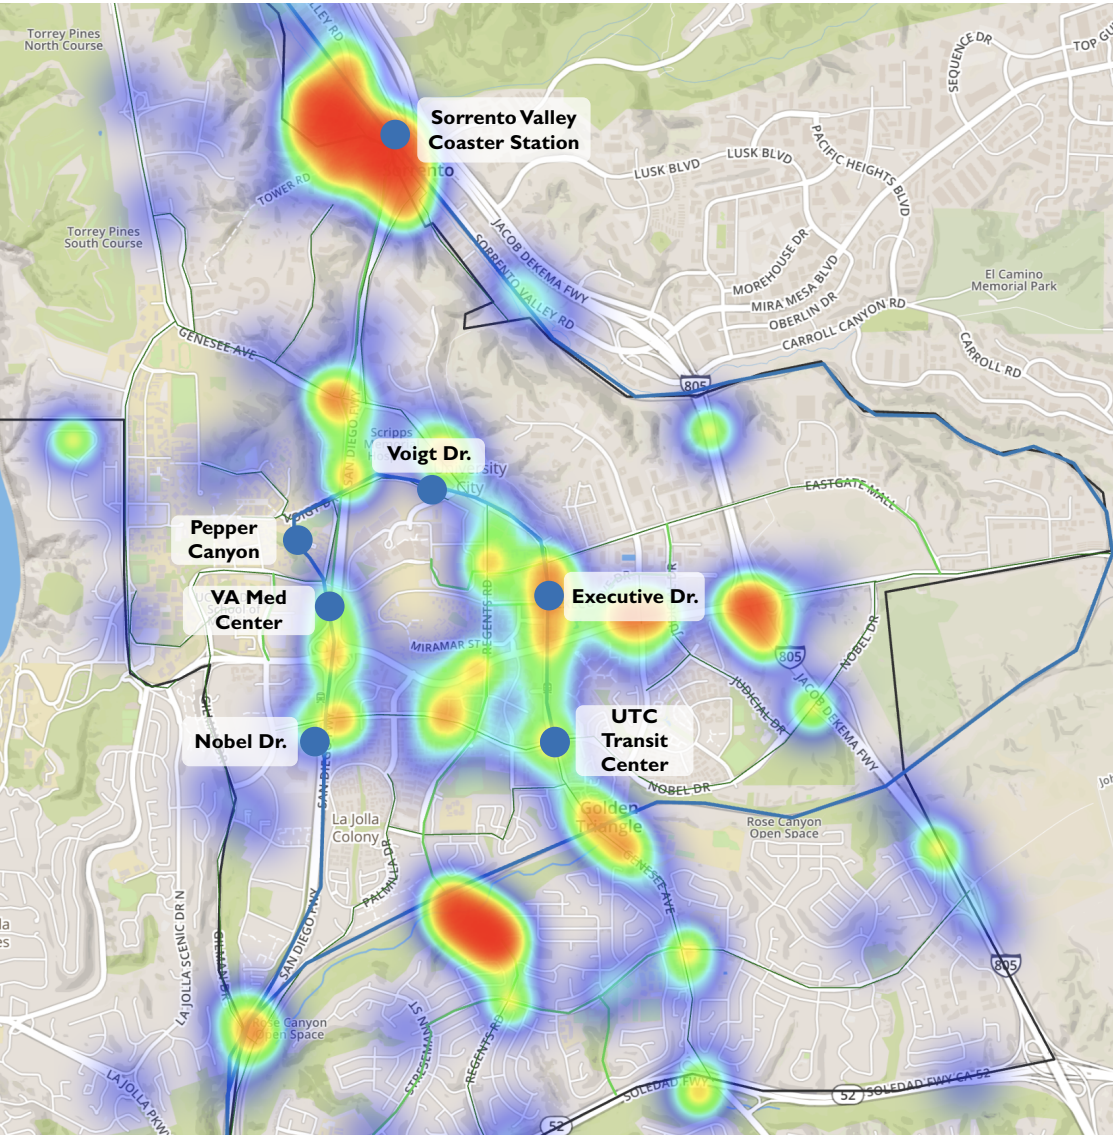 Torrey Pines
North Course
SEQUENCE DR
Sorrento Valley
Coaster Station
LUSK BLVD
LUSK BLVD
PACIFIC HEIGHTS BLVD
TOWER RD
Torrey Pines
South Course
JACOB DEKEMA FWY
SORRENTO VALLEY RD
MOREHOUSE DR
MIRA MESA BLVD
OBERLIN DR
CARROLL CANYON RD
El Camino
Memorial Park
CARROLL RD
GENESEE AVE
805
SAN DIEGO FWY
Scripps
Voigt Dr.
City
EASTGATE MALL
Pepper
Canyon
VA Med
Center
Executive Dr.
REGENTS RD
MIRAMAR ST
805
NOBEL DR
JUDICIAL DR
JACOB DEKEMA FWY
Nobel Dr.
UTC
Transit
Center
NOBEL DR
Golden
Triangle
Rose Canyon
Open Space
La Jolla
Colony
PALMILLA DR
GENESEE AVE
LA JOLLA SCENIC DR N
GILMAN DR
SAN DIEGO FWY
805
Rose Canyon
Open Space
REGENTS RD
LA JOLLA PKWY
SOLEDAD FWY
52
SOLEDAD FWY CA 52
52